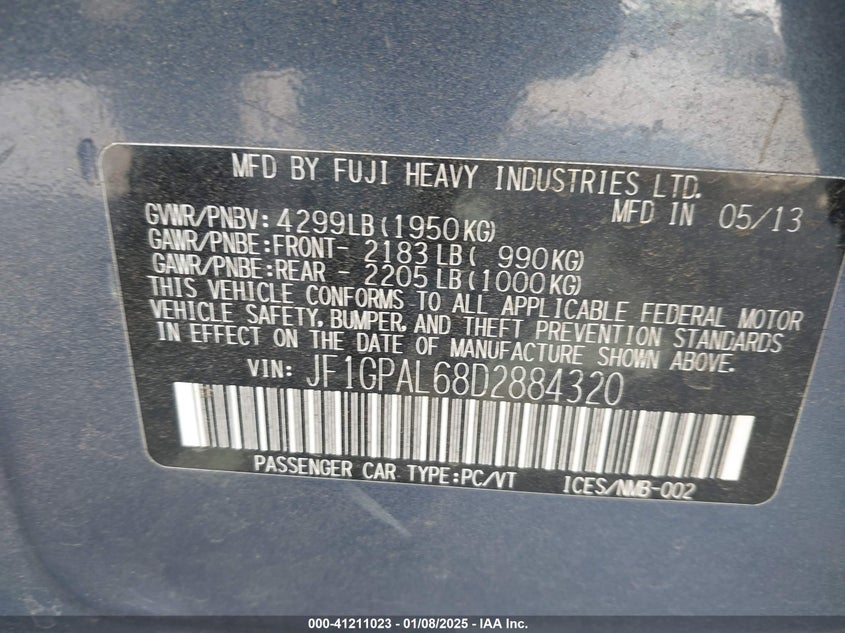 MFD BY FUJI HEAVY INDUSTRIES LTD.
MFD IN 05/13
GVWR/PNBV: 4299LB(1950KG)
GAWR/PNBE:FRONT- 2183LB( 990KG)
GAWR/PNBE:REAR - 2205LB(1000KG)
THIS VEHICLE CONFORMS TO ALL APPLICABLE FEDERAL MOTOR
VEHICLE SAFETY, BUMPER, AND THEFT PREVENTION STANDARDS
IN EFFECT ON THE DATE OF MANUFACTURE SHOWN ABOVE.
VIN: JF1GPAL68D2884320
PASSENGER CAR TYPE:PC/VT ICES/NMB-002
000-41211023 - 01/08/2025 - IAA Inc.